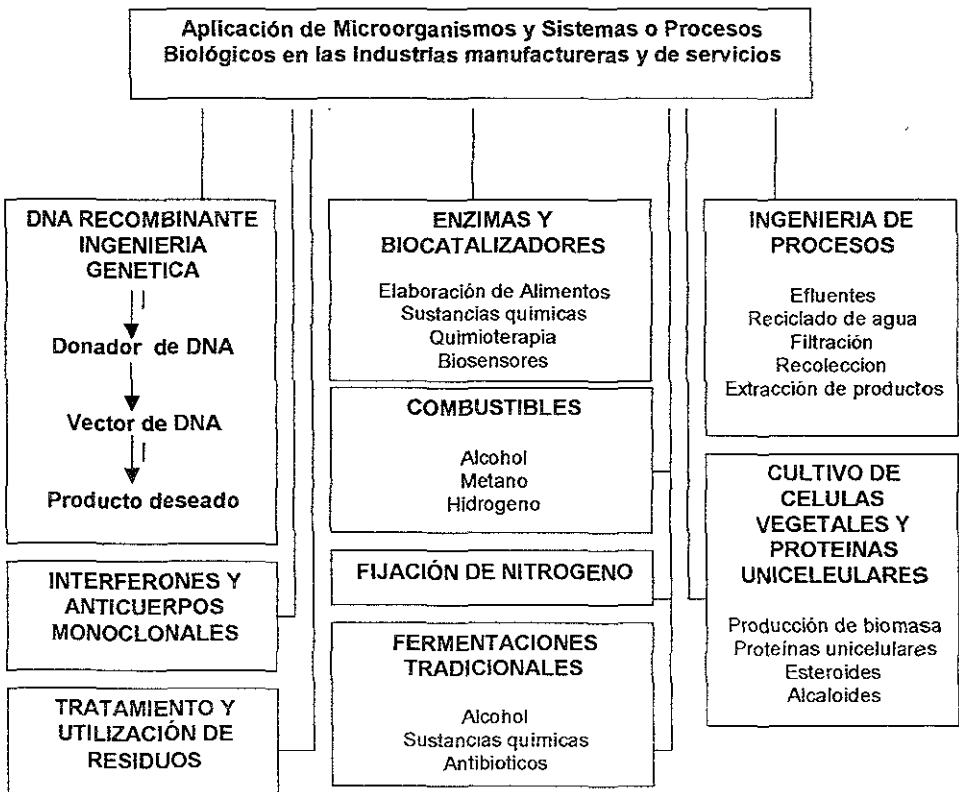 Aplicación de Microorganismos y Sistemas o Procesos
Biológicos en las industrias manufactureras y de servicios
DNA RECOMBINANTE
INGENIERIA
GENETICA
Donador de DNA
Vector de DNA
Producto deseado
INTERFERONES Y
ANTICUERPOS
MONOCLONALES
TRATAMIENTO Y
UTILIZACIÓN DE
RESIDUOS
ENZIMAS Y
BIOCATALIZADORES
Elaboración de Alimentos
Sustancias químicas
Quimioterapia
Biosensores
COMBUSTIBLES
Alcohol
Metano
Hidrogeno
FIJACIÓN DE NITROGENO
FERMENTACIONES
TRADICIONALES
Alcohol
Sustancias quimicas
Antibioticos
INGENIERIA DE
PROCESOS
Efluentes
Reciclado de agua
Filtración
Recoleccion
Extracción de productos
CULTIVO DE
CELULAS
VEGETALES Y
PROTEINAS
UNICELEULARES
Producción de biomasa
Proteínas unicelulares
Esteroides
Alcaloides